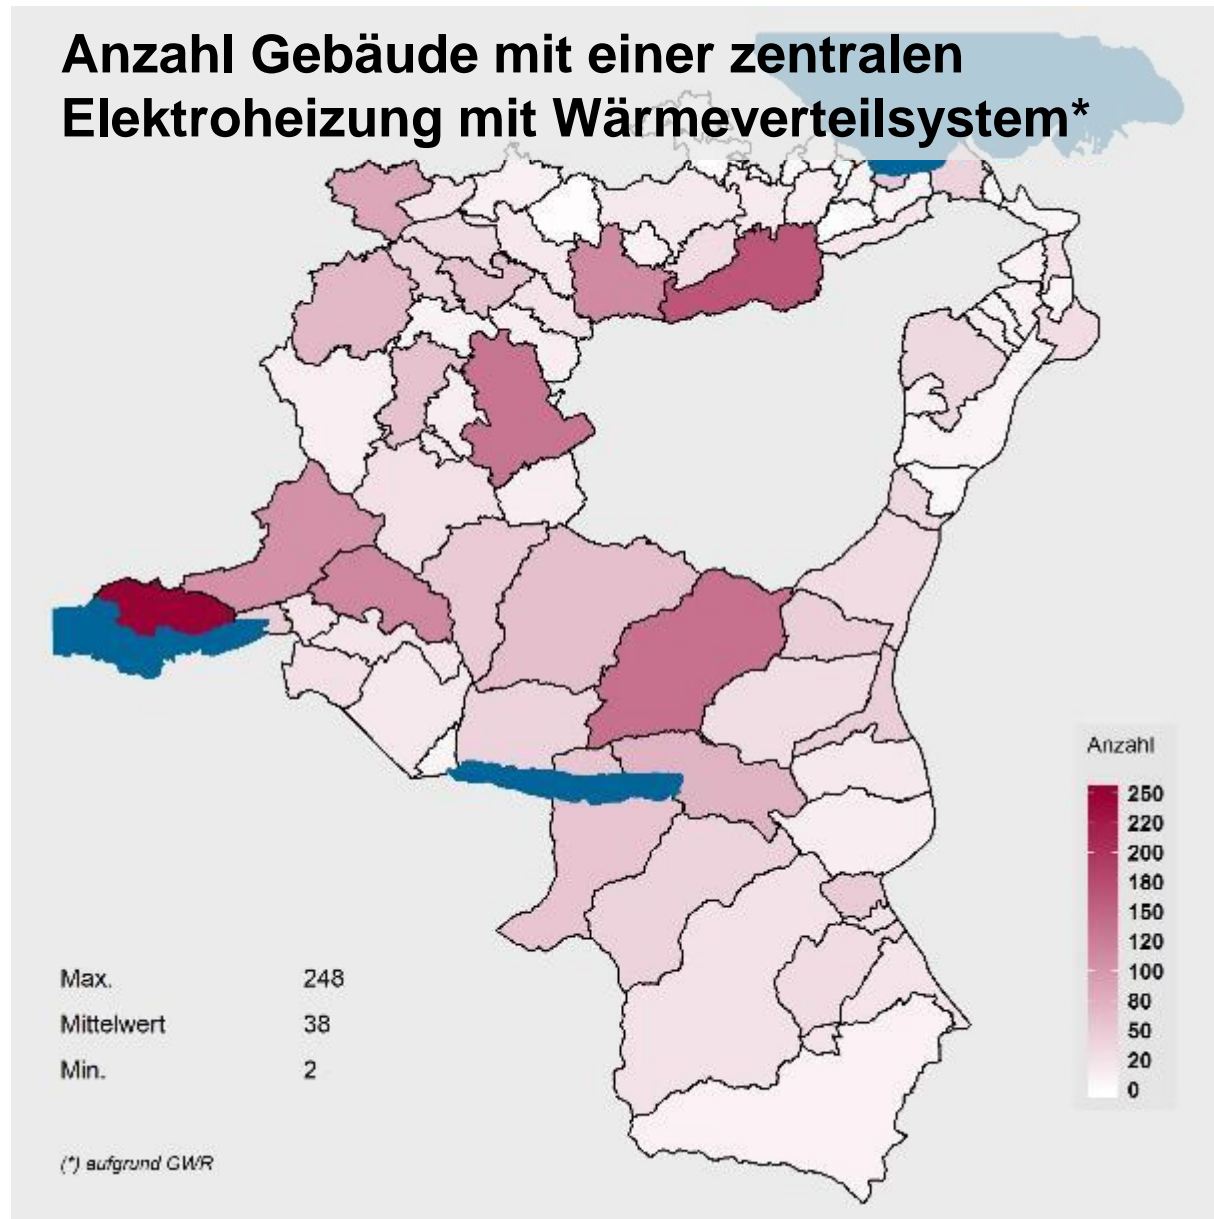 Anzahl Gebäude mit einer zentralen
Elektroheizung mit Wärmeverteilsystem*
Anzahl
250
220
200
180
150
120
100
80
50
20
0
Max. 248
Mittelwert 38
Min. 2
(*) aufgrund GWR